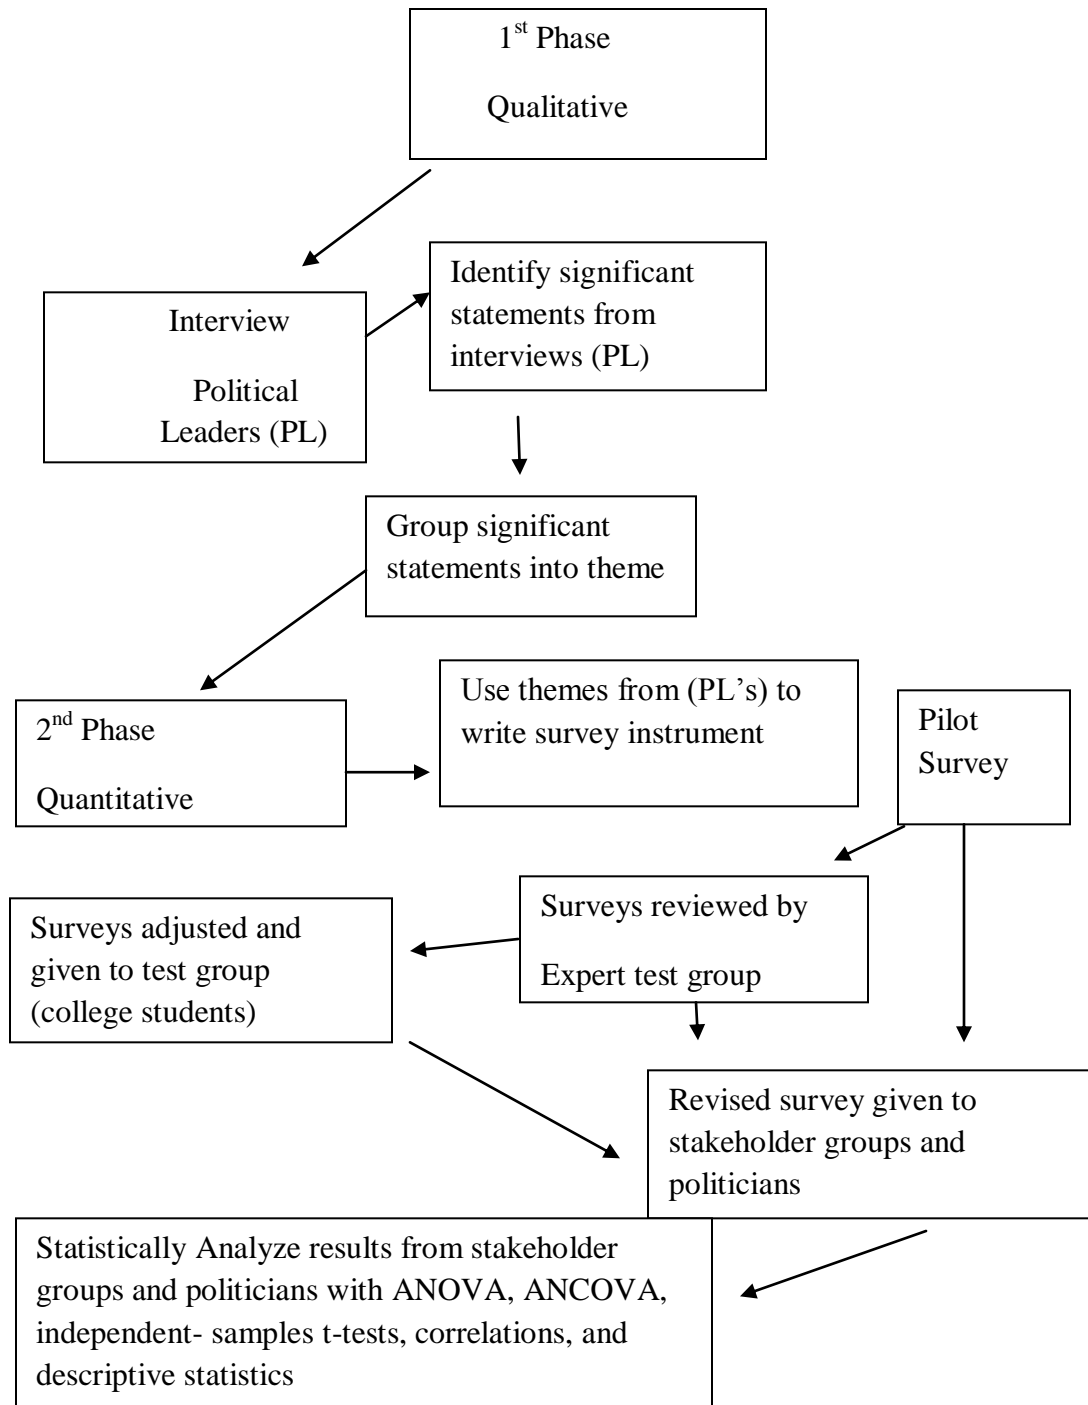 1st Phase
Qualitative
Identify significant
statements from
interviews (PL)
Interview
Political
Leaders (PL)
Group significant
statements into theme
Use themes from (PL’s) to
write survey instrument
2nd Phase
Quantitative
Pilot
Survey
Surveys reviewed by
Expert test group
Surveys adjusted and
given to test group
(college students)
Revised survey given to
stakeholder groups and
politicians
Statistically Analyze results from stakeholder
groups and politicians with ANOVA, ANCOVA,
independent- samples t-tests, correlations, and
descriptive statistics